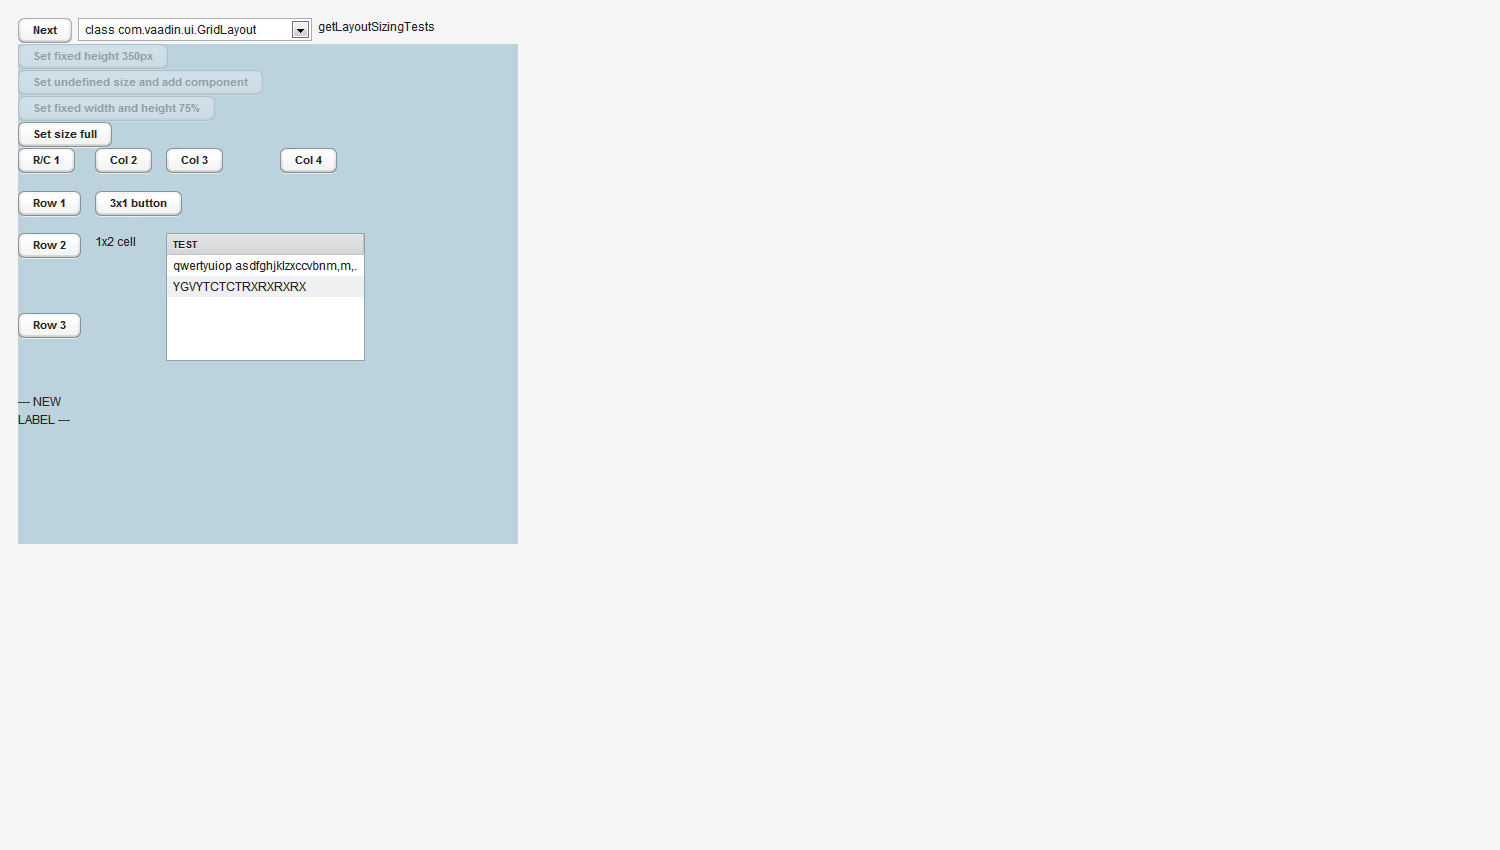 Next class com.vaadin.ui.GridLayout getLayoutSizingTests
Set fixed height 350px
Set undefined size and add component
Set fixed width and height 75%
Set size full
R/C 1 Col 2 Col 3 Col 4
Row 1 3x1 button
Row 2 1x2 cell TEST
qwertyuiop asdfghjklzxccvbnm,m,.
YGVYTCTCTRXRXRXRX
Row 3
--- NEW
LABEL ---